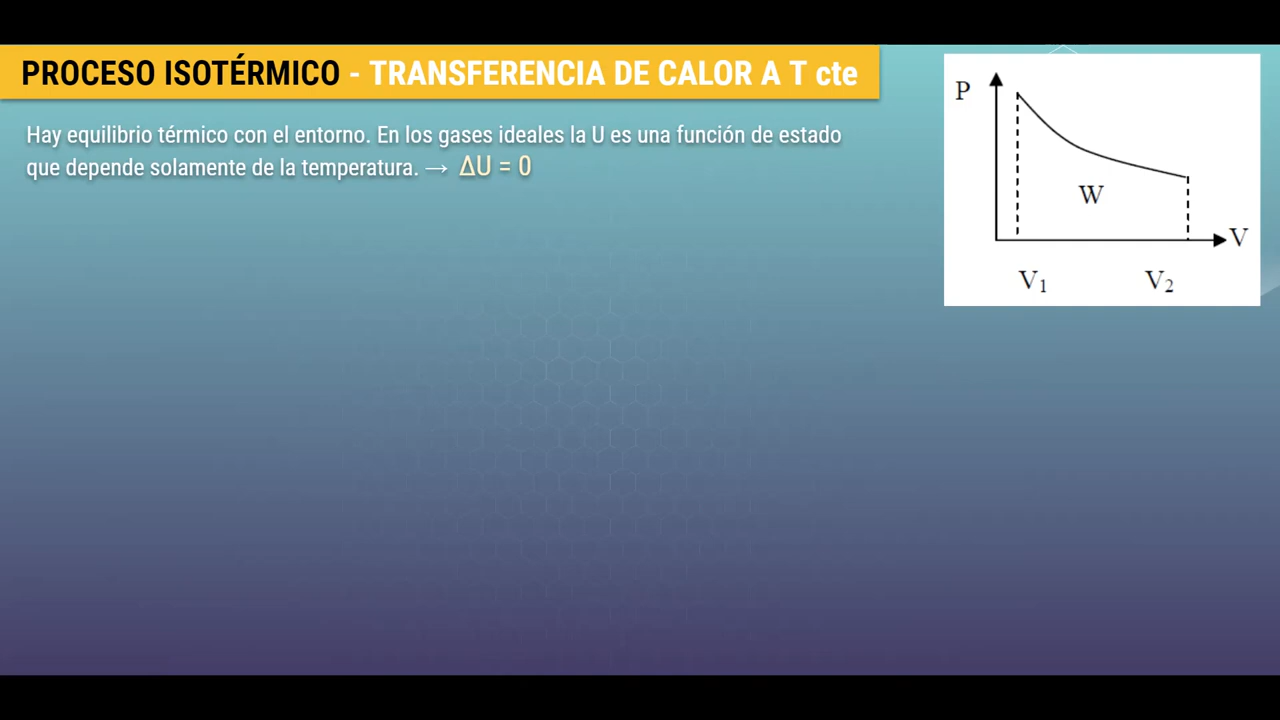 PROCESO ISOTÉRMICO - TRANSFERENCIA DE CALOR A T cte
Hay equilibrio térmico con el entorno. En los gases ideales la U es una función de estado
que depende solamente de la temperatura. → ΔU = 0
P
W
V
V₁
V₂